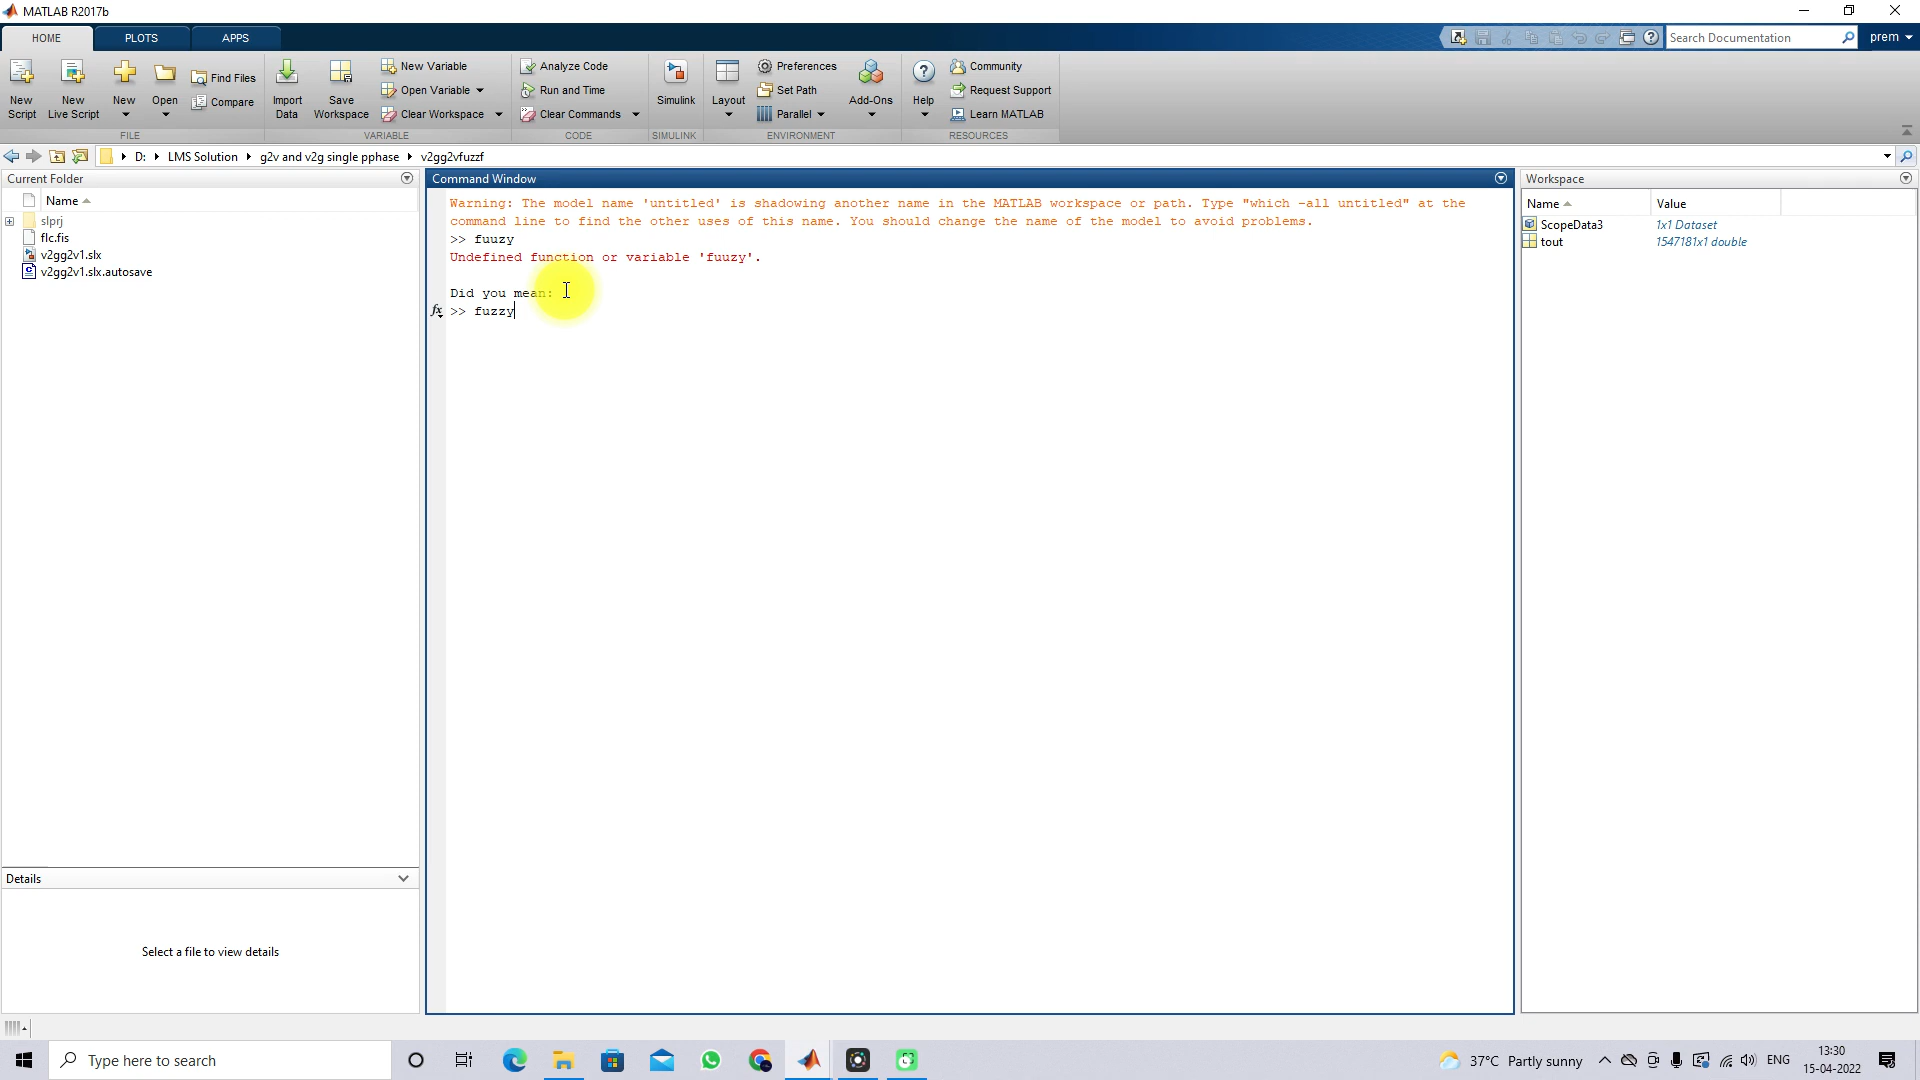 MATLAB R2017b
HOME
PLOTS
APPS
Search Documentation
prem
New Script
New Live Script
New
Open
Find Files
Compare
Import Data
Save Workspace
New Variable
Open Variable
Clear Workspace
Analyze Code
Run and Time
Clear Commands
Simulink
Layout
Preferences
Set Path
Parallel
Add-Ons
Help
Community
Request Support
Learn MATLAB
FILE
VARIABLE
CODE
SIMULINK
ENVIRONMENT
RESOURCES
D: LMS Solution g2v and v2g single pphase v2gg2vfuzzf
Current Folder
Name
slprj
flc.fis
v2gg2v1.slx
v2gg2v1.slx.autosave
Details
Select a file to view details
Command Window
Warning: The model name 'untitled' is shadowing another name in the MATLAB workspace or path. Type "which -all untitled" at the
command line to find the other uses of this name. You should change the name of the model to avoid problems.
>> fuuzy
Undefined function or variable 'fuuzy'.
Did you mean:
fx >> fuzzy
Workspace
Name Value
ScopeData3 1x1 Dataset
tout 1547181x1 double
Type here to search
37°C Partly sunny
ENG
13:30
15-04-2022